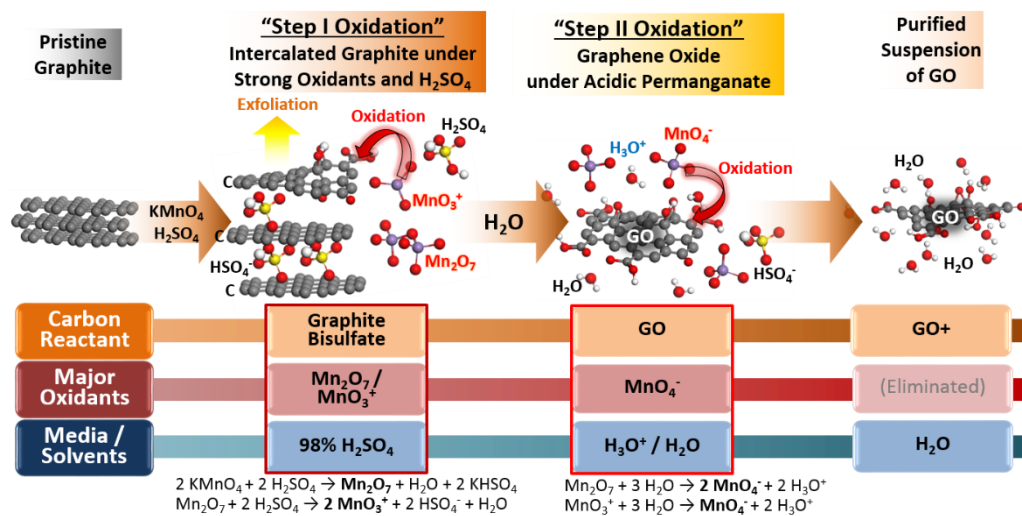 Pristine
Graphite
“Step I Oxidation”
Intercalated Graphite under
Strong Oxidants and H₂SO₄
“Step II Oxidation”
Graphene Oxide
under Acidic Permanganate
Purified
Suspension
of GO
Exfoliation
Oxidation
H₂SO₄
C
MnO₃⁺
KMnO₄
H₂SO₄
C
HSO₄⁻
Mn₂O₇
C
H₂O
H₃O⁺
MnO₄⁻
Oxidation
GO
H₂O
HSO₄⁻
H₂O
GO
H₂O
Carbon
Reactant
Graphite
Bisulfate
GO
GO+
Major
Oxidants
Mn₂O₇ /
MnO₃⁺
MnO₄⁻
(Eliminated)
Media /
Solvents
98% H₂SO₄
H₃O⁺ / H₂O
H₂O
2 KMnO₄ + 2 H₂SO₄ → Mn₂O₇ + H₂O + 2 KHSO₄
Mn₂O₇ + 2 H₂SO₄ → 2 MnO₃⁺ + 2 HSO₄⁻ + H₂O
Mn₂O₇ + 3 H₂O → 2 MnO₄⁻ + 2 H₃O⁺
MnO₃⁺ + 3 H₂O → MnO₄⁻ + 2 H₃O⁺